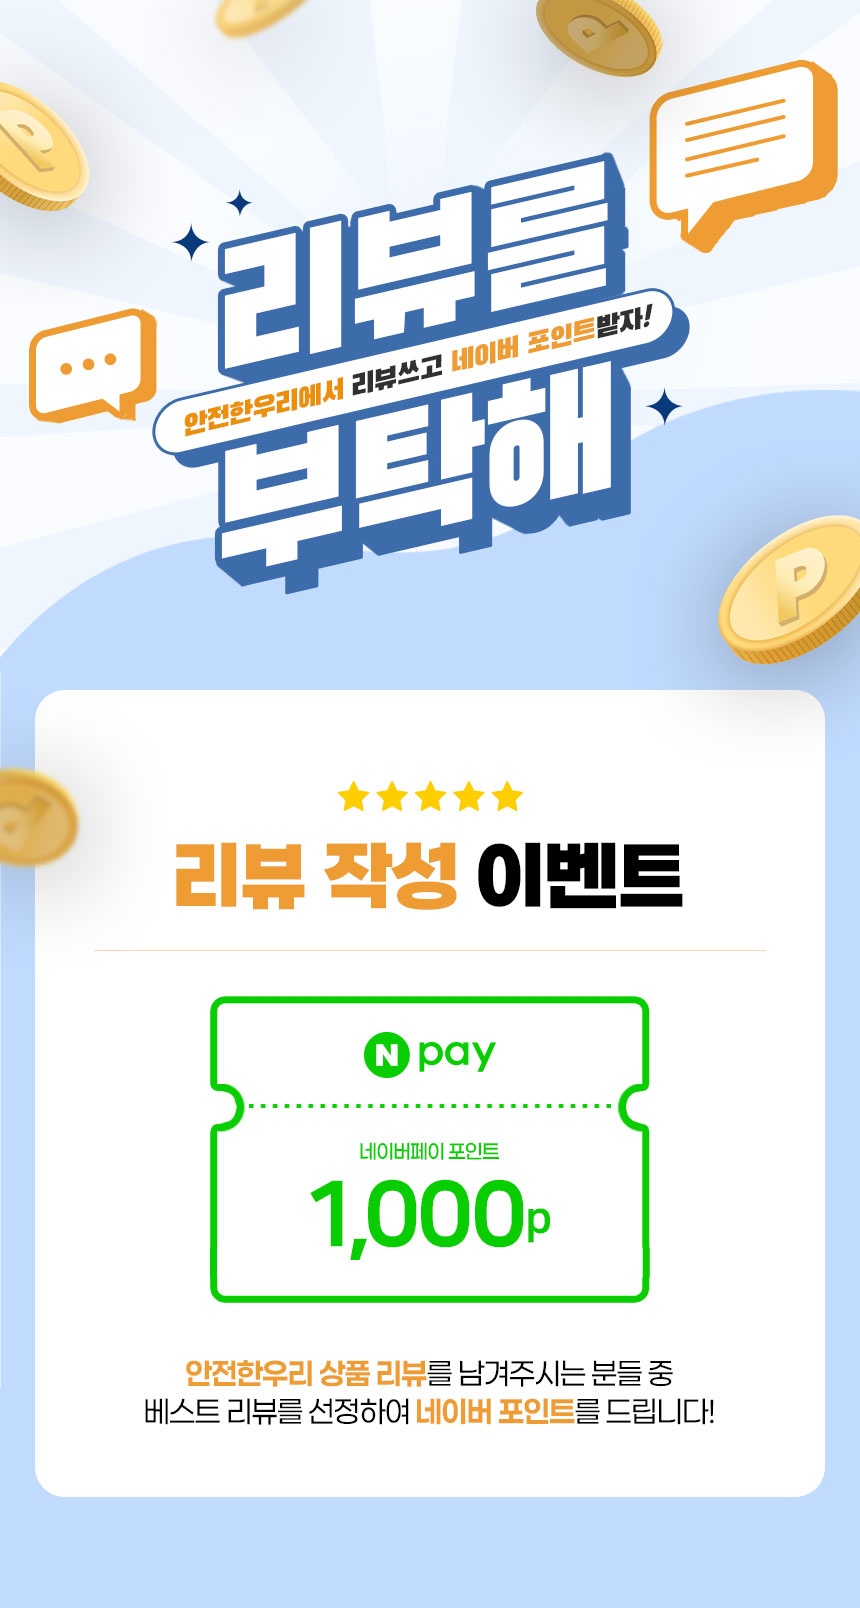 리뷰를
안전한우리에서 리뷰쓰고 네이버 포인트받자!
부탁해
리뷰 작성 이벤트
N pay
네이버페이 포인트
1,000p
안전한우리 상품 리뷰를 남겨주시는 분들 중
베스트 리뷰를 선정하여 네이버 포인트를 드립니다!
P
P
P
P